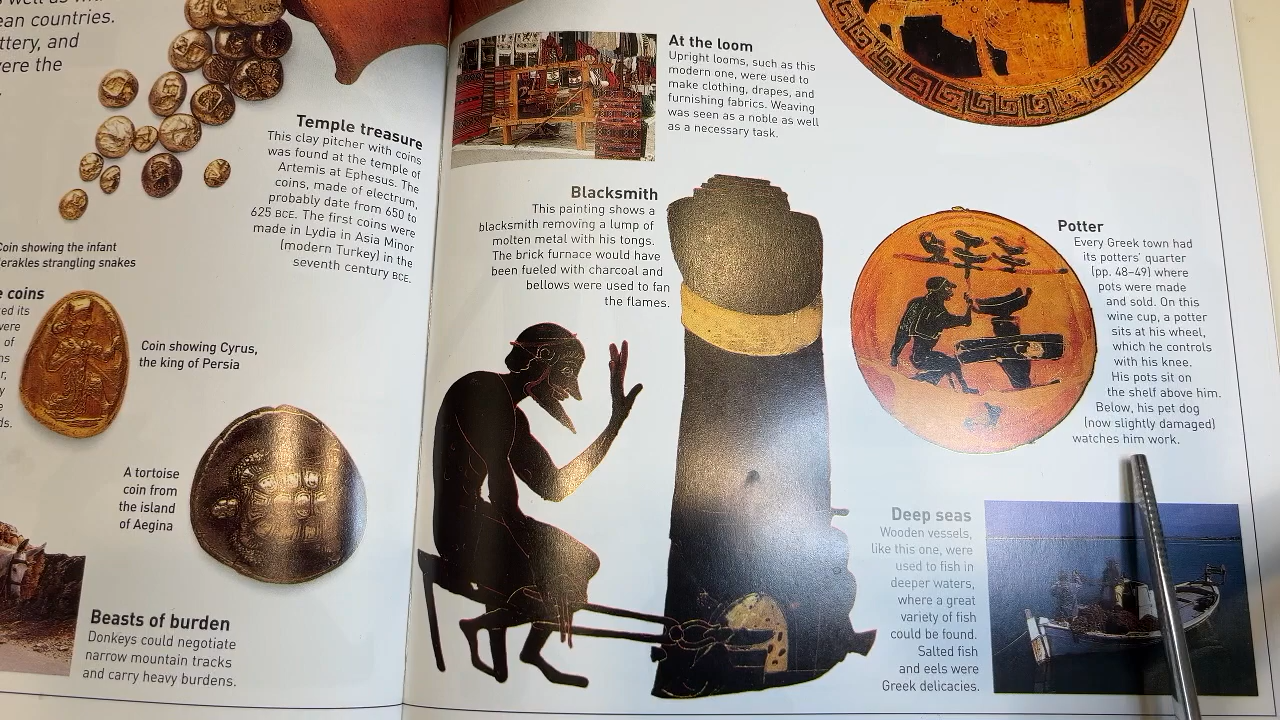 ean countries.
ttery, and
vere the
Temple treasure
This clay pitcher with coins
was found at the temple of
Artemis at Ephesus. The
coins, made of electrum,
probably date from 650 to
625 BCE. The first coins were
made in Lydia in Asia Minor
(modern Turkey) in the
seventh century BCE.
Coin showing the infant
erakles strangling snakes
e coins
ed its
vere
of
ns
r,
y
e
ds.
Coin showing Cyrus,
the king of Persia
A tortoise
coin from
the island
of Aegina
Beasts of burden
Donkeys could negotiate
narrow mountain tracks
and carry heavy burdens.
At the loom
Upright looms, such as this
modern one, were used to
make clothing, drapes, and
furnishing fabrics. Weaving
was seen as a noble as well
as a necessary task.
Blacksmith
This painting shows a
blacksmith removing a lump of
molten metal with his tongs.
The brick furnace would have
been fueled with charcoal and
bellows were used to fan
the flames.
Potter
Every Greek town had
its potters' quarter
(pp. 48–49) where
pots were made
and sold. On this
wine cup, a potter
sits at his wheel,
which he controls
with his knee.
His pots sit on
the shelf above him.
Below, his pet dog
(now slightly damaged)
watches him work.
Deep seas
Wooden vessels,
like this one, were
used to fish in
deeper waters,
where a great
variety of fish
could be found.
Salted fish
and eels were
Greek delicacies.